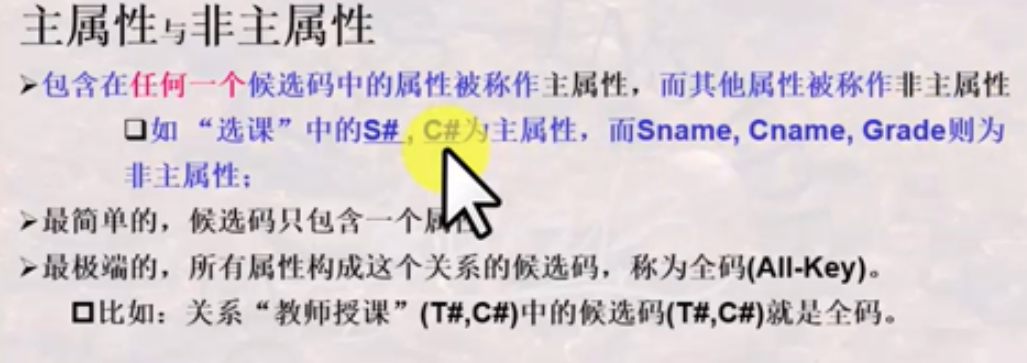 主属性与非主属性
➢包含在任何一个候选码中的属性被称作主属性，而其他属性被称作非主属性
❑如 “选课”中的S# , C#为主属性，而Sname, Cname, Grade则为
非主属性；
➢最简单的，候选码只包含一个属
➢最极端的，所有属性构成这个关系的候选码，称为全码(All-Key)。
❑比如：关系“教师授课”(T#,C#)中的候选码(T#,C#)就是全码。